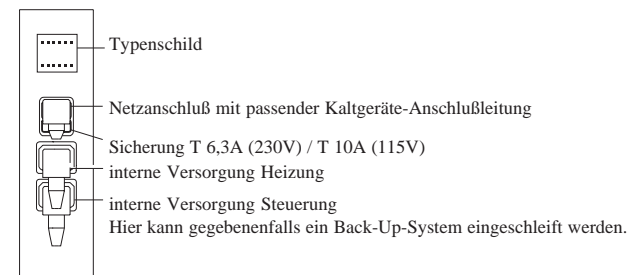 Typenschild
Netzanschluß mit passender Kaltgeräte-Anschlußleitung
Sicherung T 6,3A (230V) / T 10A (115V)
interne Versorgung Heizung
interne Versorgung Steuerung
Hier kann gegebenenfalls ein Back-Up-System eingeschleift werden.